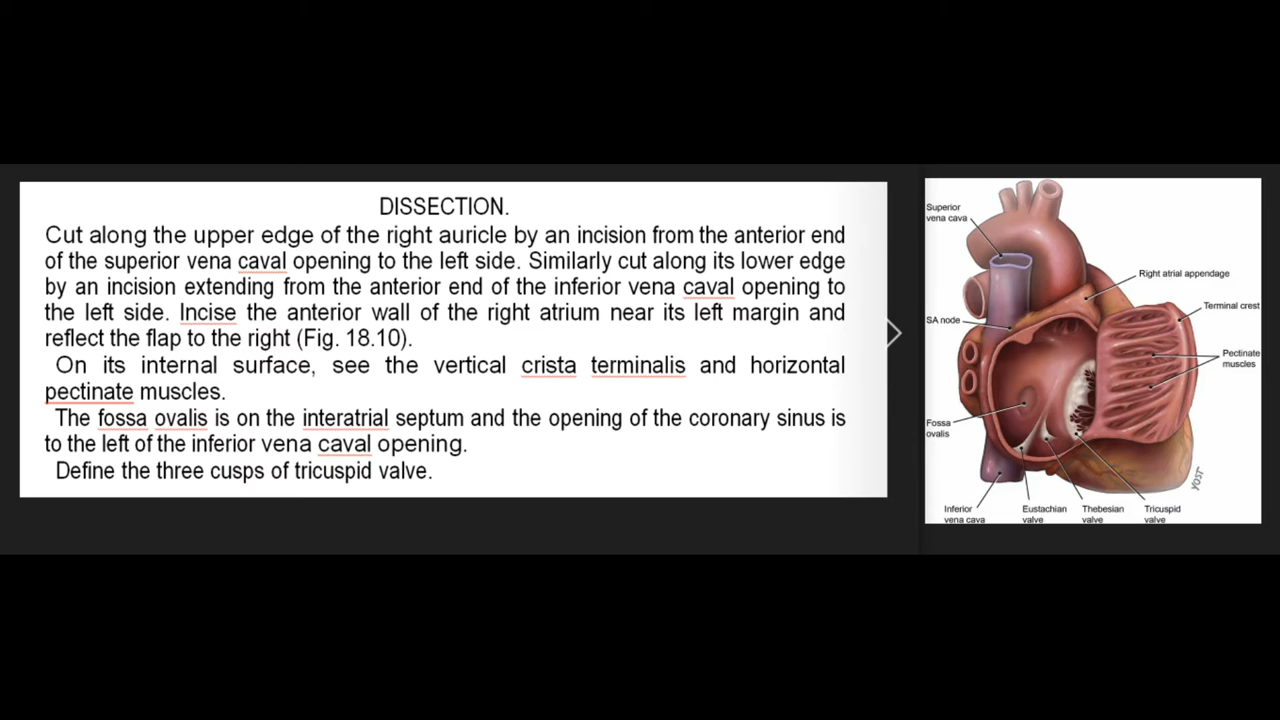 DISSECTION.
Cut along the upper edge of the right auricle by an incision from the anterior end
of the superior vena caval opening to the left side. Similarly cut along its lower edge
by an incision extending from the anterior end of the inferior vena caval opening to
the left side. Incise the anterior wall of the right atrium near its left margin and
reflect the flap to the right (Fig. 18.10).
On its internal surface, see the vertical crista terminalis and horizontal
pectinate muscles.
The fossa ovalis is on the interatrial septum and the opening of the coronary sinus is
to the left of the inferior vena caval opening.
Define the three cusps of tricuspid valve.
Superior
vena cava
Right atrial appendage
Terminal crest
SA node
Pectinate
muscles
Fossa
ovalis
Inferior
vena cava
Eustachian
valve
Thebesian
valve
Tricuspid
valve
YOST